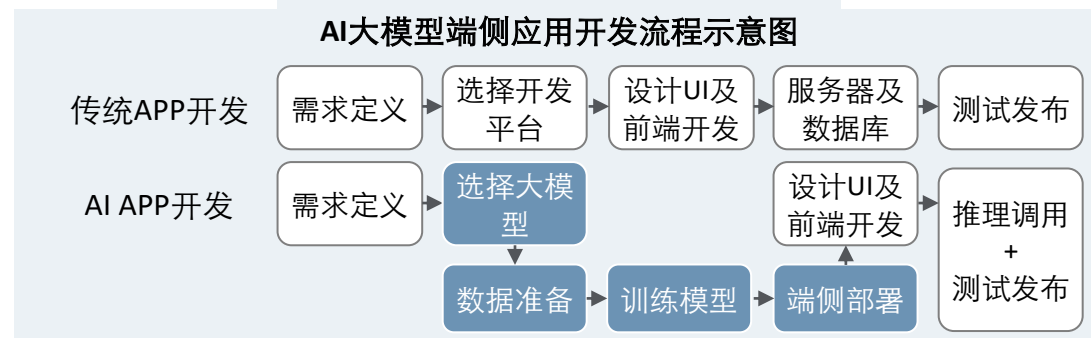 AI大模型端侧应用开发流程示意图
传统APP开发
需求定义
选择开发
平台
设计UI及
前端开发
服务器及
数据库
测试发布
AI APP开发
需求定义
选择大模
型
数据准备
训练模型
端侧部署
设计UI及
前端开发
推理调用
+
测试发布